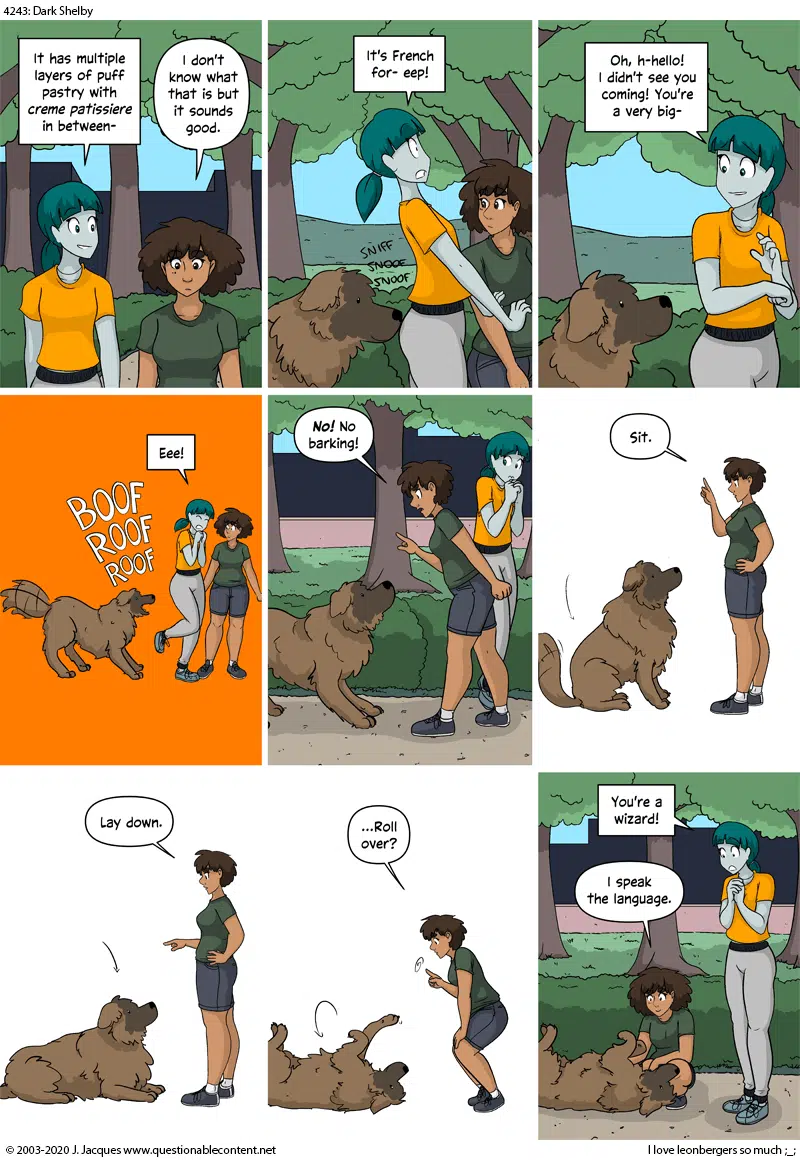 4243: Dark Shelby
It has multiple
layers of puff
pastry with
creme patissiere
in between-
I don't
know what
that is but
it sounds
good.
It's French
for- eep!
SNIFF
SNOOF
SNOOF
Oh, h-hello!
I didn't see you
coming! You're
a very big-
Eee!
BOOF
ROOF
ROOF
No! No
barking!
Sit.
Lay down.
...Roll
over?
You're a
wizard!
I speak
the language.
© 2003-2020 J. Jacques www.questionablecontent.net
I love leonbergers so much ;_;